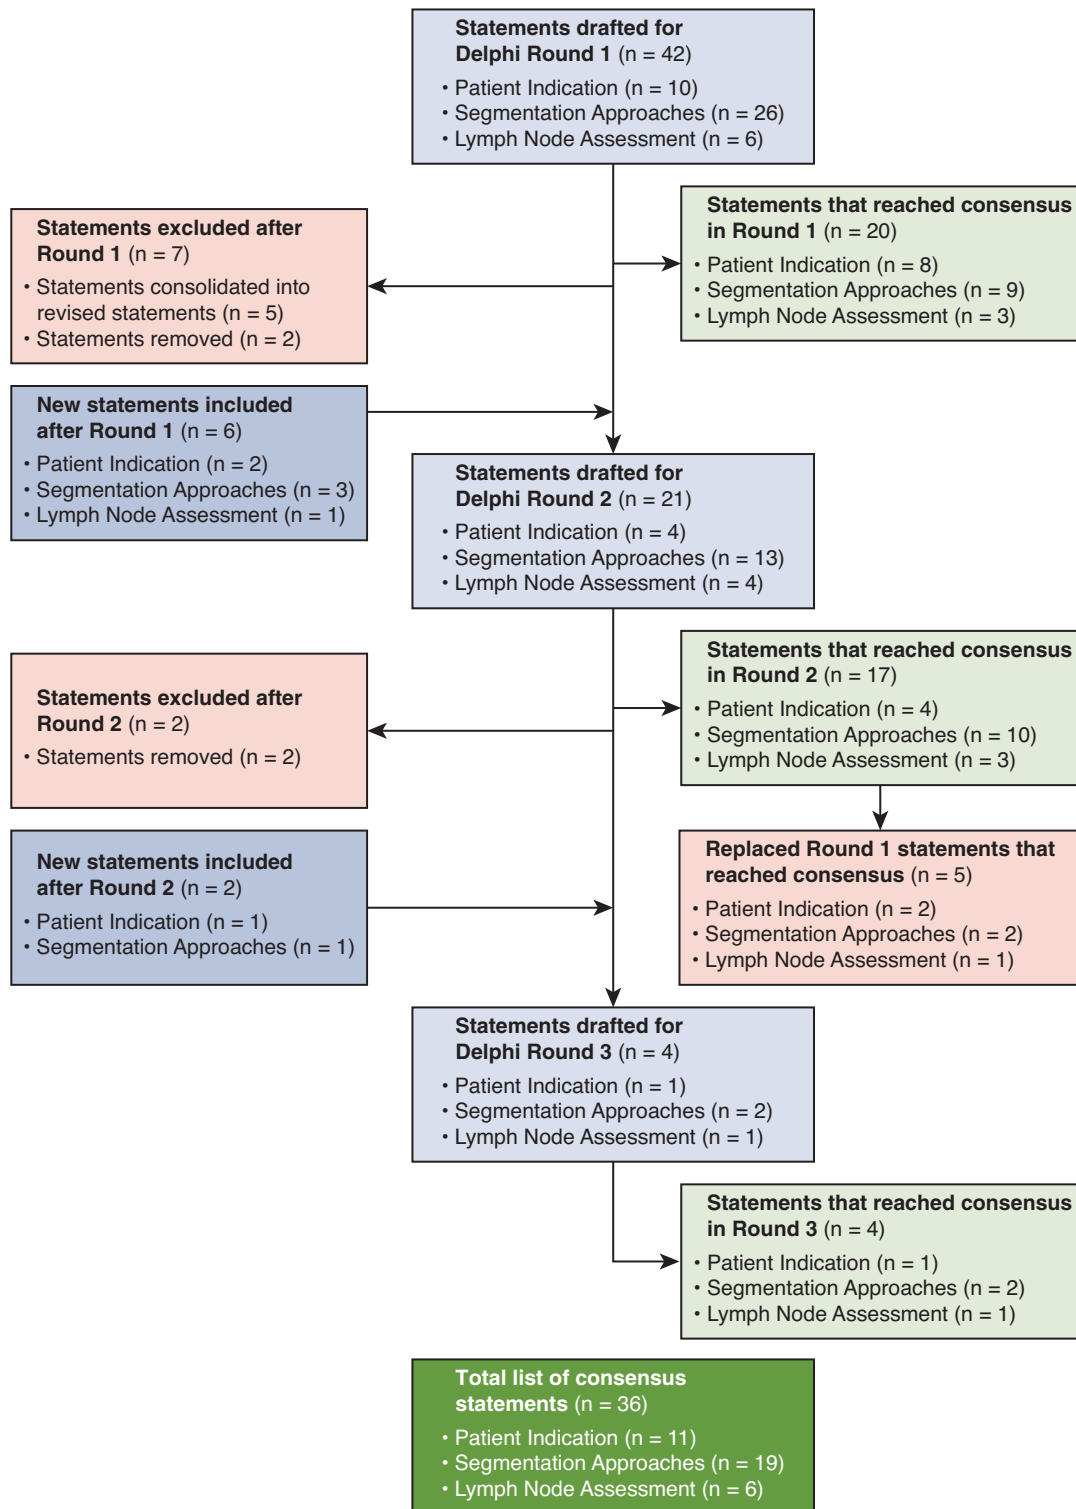 Statements drafted for
Delphi Round 1 (n = 42)
• Patient Indication (n = 10)
• Segmentation Approaches (n = 26)
• Lymph Node Assessment (n = 6)
Statements excluded after
Round 1 (n = 7)
• Statements consolidated into
revised statements (n = 5)
• Statements removed (n = 2)
Statements that reached consensus
in Round 1 (n = 20)
• Patient Indication (n = 8)
• Segmentation Approaches (n = 9)
• Lymph Node Assessment (n = 3)
New statements included
after Round 1 (n = 6)
• Patient Indication (n = 2)
• Segmentation Approaches (n = 3)
• Lymph Node Assessment (n = 1)
Statements drafted for
Delphi Round 2 (n = 21)
• Patient Indication (n = 4)
• Segmentation Approaches (n = 13)
• Lymph Node Assessment (n = 4)
Statements excluded after
Round 2 (n = 2)
• Statements removed (n = 2)
Statements that reached consensus
in Round 2 (n = 17)
• Patient Indication (n = 4)
• Segmentation Approaches (n = 10)
• Lymph Node Assessment (n = 3)
New statements included
after Round 2 (n = 2)
• Patient Indication (n = 1)
• Segmentation Approaches (n = 1)
Replaced Round 1 statements that
reached consensus (n = 5)
• Patient Indication (n = 2)
• Segmentation Approaches (n = 2)
• Lymph Node Assessment (n = 1)
Statements drafted for
Delphi Round 3 (n = 4)
• Patient Indication (n = 1)
• Segmentation Approaches (n = 2)
• Lymph Node Assessment (n = 1)
Statements that reached consensus
in Round 3 (n = 4)
• Patient Indication (n = 1)
• Segmentation Approaches (n = 2)
• Lymph Node Assessment (n = 1)
Total list of consensus
statements (n = 36)
• Patient Indication (n = 11)
• Segmentation Approaches (n = 19)
• Lymph Node Assessment (n = 6)